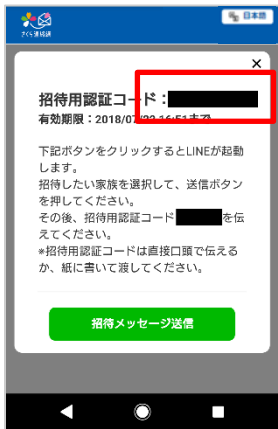 さくら連絡網
日本語
×
招待用認証コード：
有効期限：2018/07/22 16:51まで
下記ボタンをクリックするとLINEが起動
します。
招待したい家族を選択して、送信ボタン
を押してください。
その後、招待用認証コード を伝
えてください。
*招待用認証コードは直接口頭で伝える
か、紙に書いて渡してください。
招待メッセージ送信